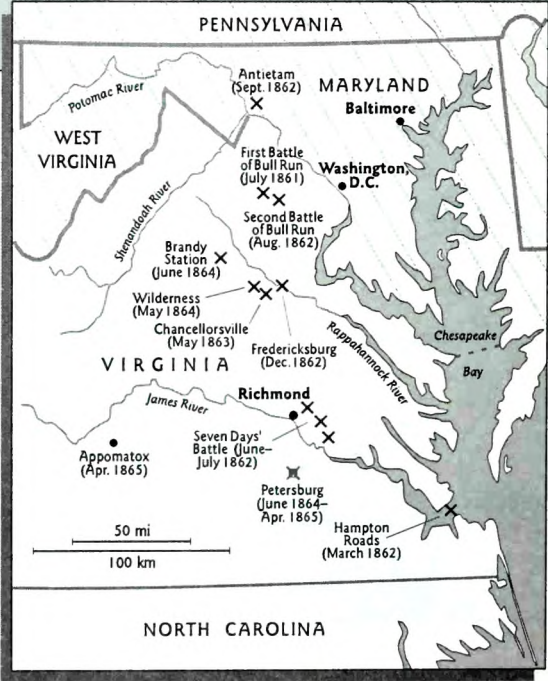 PENNSYLVANIA
Antietam
(Sept. 1862)
MARYLAND
Baltimore
Potomac River
WEST
VIRGINIA
First Battle
of Bull Run
(July 1861)
Washington,
D.C.
Shenandoah River
Second Battle
of Bull Run
(Aug. 1862)
Brandy
Station
(June 1864)
Wilderness
(May 1864)
Chancellorsville
(May 1863)
Fredericksburg
(Dec. 1862)
Rappahannock River
Chesapeake
Bay
VIRGINIA
James River
Richmond
Seven Days'
Battle (June–
July 1862)
Appomatox
(Apr. 1865)
Petersburg
(June 1864–
Apr. 1865)
Hampton
Roads
(March 1862)
50 mi
100 km
NORTH CAROLINA